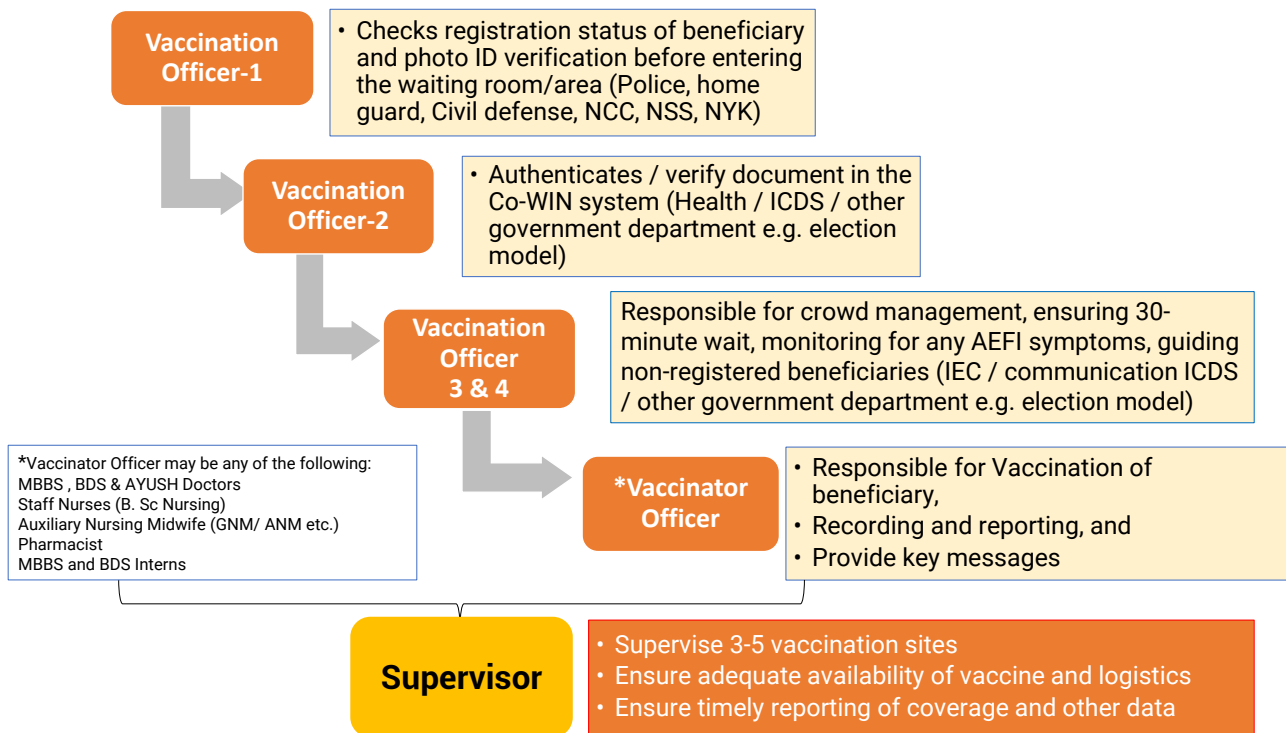 Vaccination
Officer-1
• Checks registration status of beneficiary
and photo ID verification before entering
the waiting room/area (Police, home
guard, Civil defense, NCC, NSS, NYK)
Vaccination
Officer-2
• Authenticates / verify document in the
Co-WIN system (Health / ICDS / other
government department e.g. election
model)
Vaccination
Officer
3 & 4
Responsible for crowd management, ensuring 30-
minute wait, monitoring for any AEFI symptoms, guiding
non-registered beneficiaries (IEC / communication ICDS
/ other government department e.g. election model)
*Vaccinator Officer may be any of the following:
MBBS , BDS & AYUSH Doctors
Staff Nurses (B. Sc Nursing)
Auxiliary Nursing Midwife (GNM/ ANM etc.)
Pharmacist
MBBS and BDS Interns
*Vaccinator
Officer
• Responsible for Vaccination of
beneficiary,
• Recording and reporting, and
• Provide key messages
Supervisor
• Supervise 3-5 vaccination sites
• Ensure adequate availability of vaccine and logistics
• Ensure timely reporting of coverage and other data